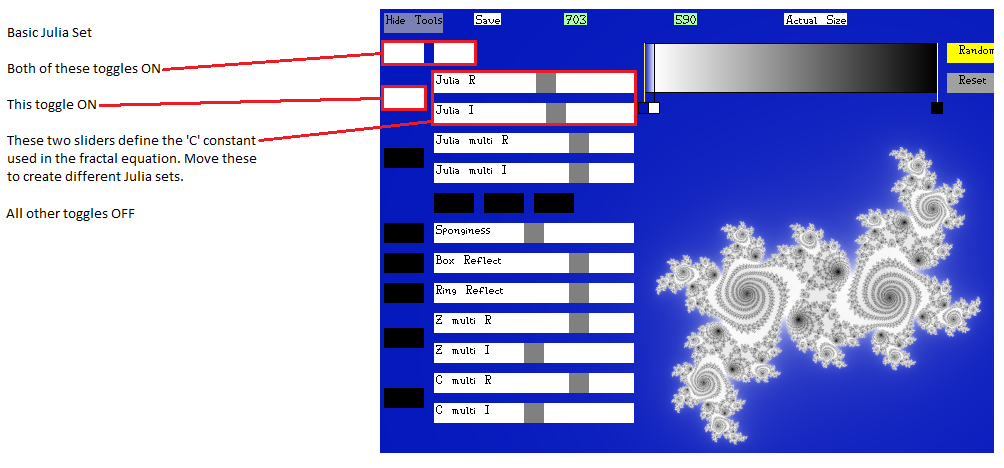 Basic Julia Set
Both of these toggles ON
This toggle ON
These two sliders define the 'C' constant
used in the fractal equation. Move these
to create different Julia sets.
All other toggles OFF
Hide Tools
Save
703
590
Actual Size
Random
Reset
Julia R
Julia I
Julia multi R
Julia multi I
Sponginess
Box Reflect
Ring Reflect
Z multi R
Z multi I
C multi R
C multi I